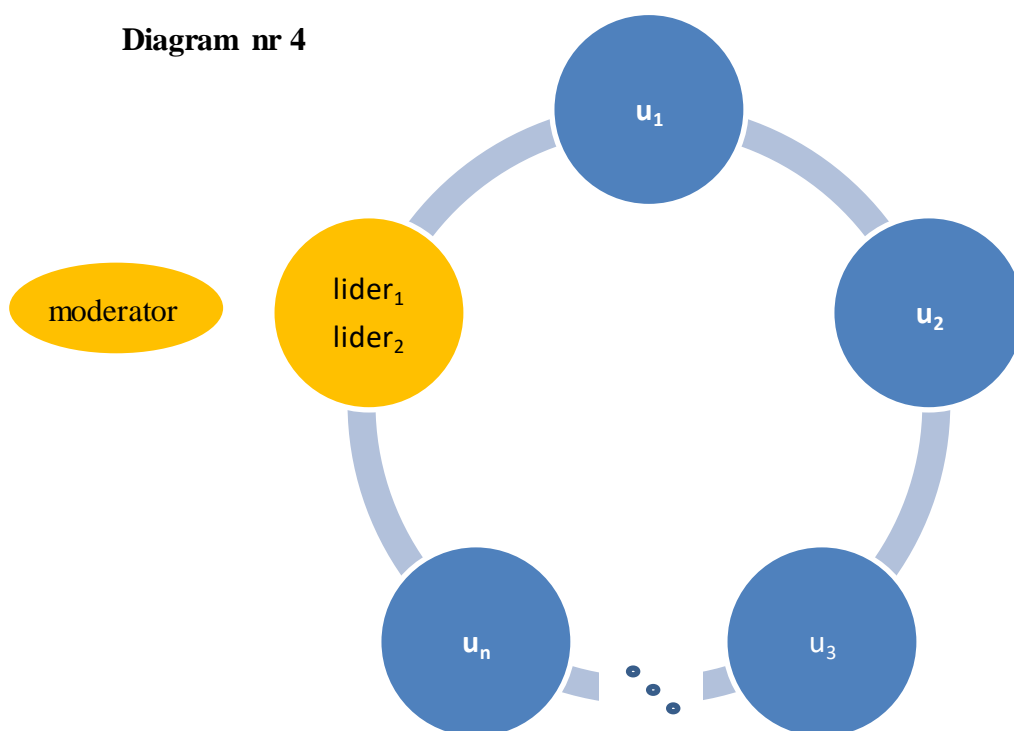 Diagram nr 4
u₁
moderator
lider₁
lider₂
u₂
uₙ
u₃